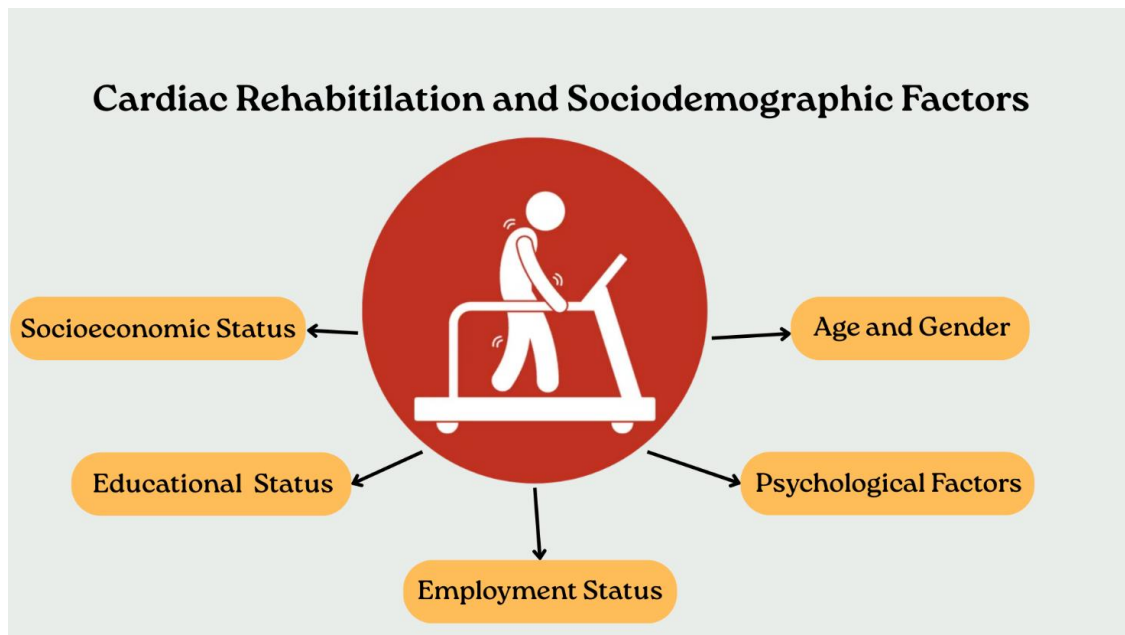 Cardiac Rehabitilation and Sociodemographic Factors
Socioeconomic Status
Age and Gender
Educational Status
Psychological Factors
Employment Status